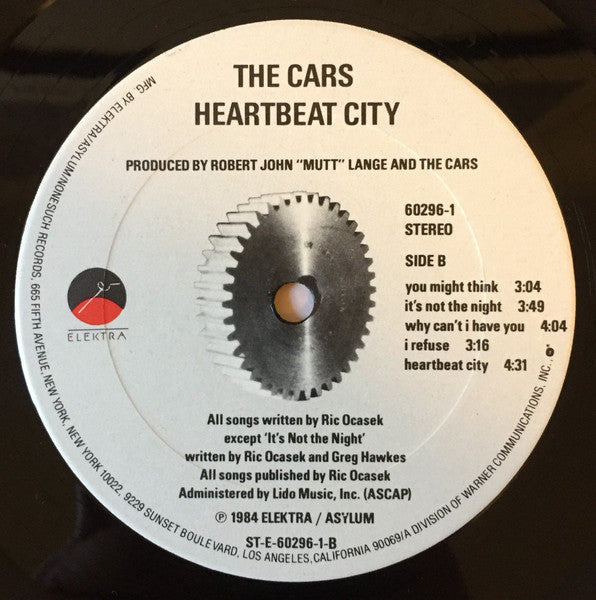 THE CARS
HEARTBEAT CITY
PRODUCED BY ROBERT JOHN "MUTT" LANGE AND THE CARS
60296-1
STEREO
SIDE B
you might think 3:04
it's not the night 3:49
why can't i have you 4:04
i refuse 3:16
heartbeat city 4:31
ELEKTRA
All songs written by Ric Ocasek
except 'It's Not the Night'
written by Ric Ocasek and Greg Hawkes
All songs published by Ric Ocasek
Administered by Lido Music, Inc. (ASCAP)
℗ 1984 ELEKTRA / ASYLUM
ST-E-60296-1-B
MFG. BY ELEKTRA/ASYLUM/NONESUCH RECORDS, 665 FIFTH AVENUE, NEW YORK, NEW YORK 10022, 9229 SUNSET BOULEVARD, LOS ANGELES, CALIFORNIA 90069/A DIVISION OF WARNER COMMUNICATIONS, INC.